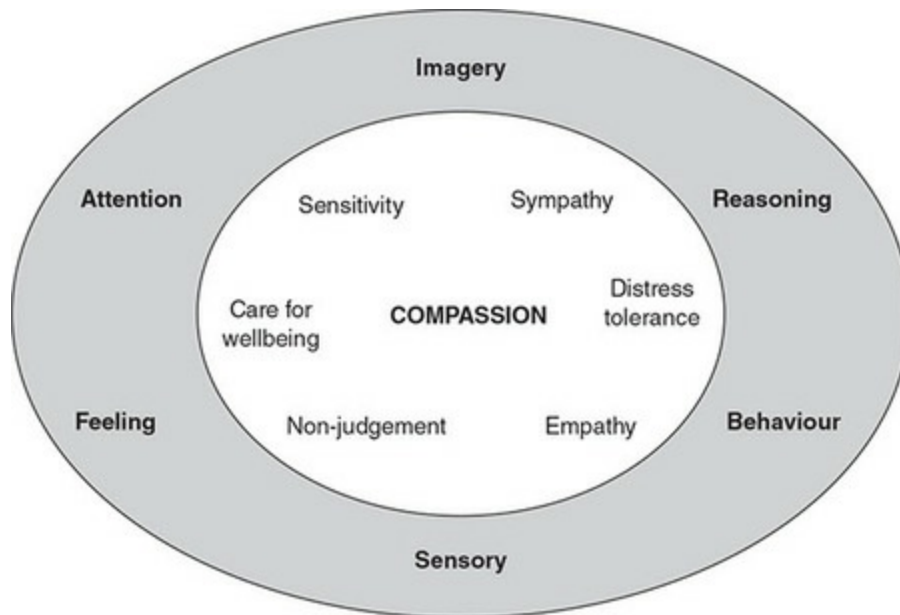 Imagery
Attention
Reasoning
Sensitivity
Sympathy
Care for
wellbeing
COMPASSION
Distress
tolerance
Feeling
Behaviour
Non-judgement
Empathy
Sensory